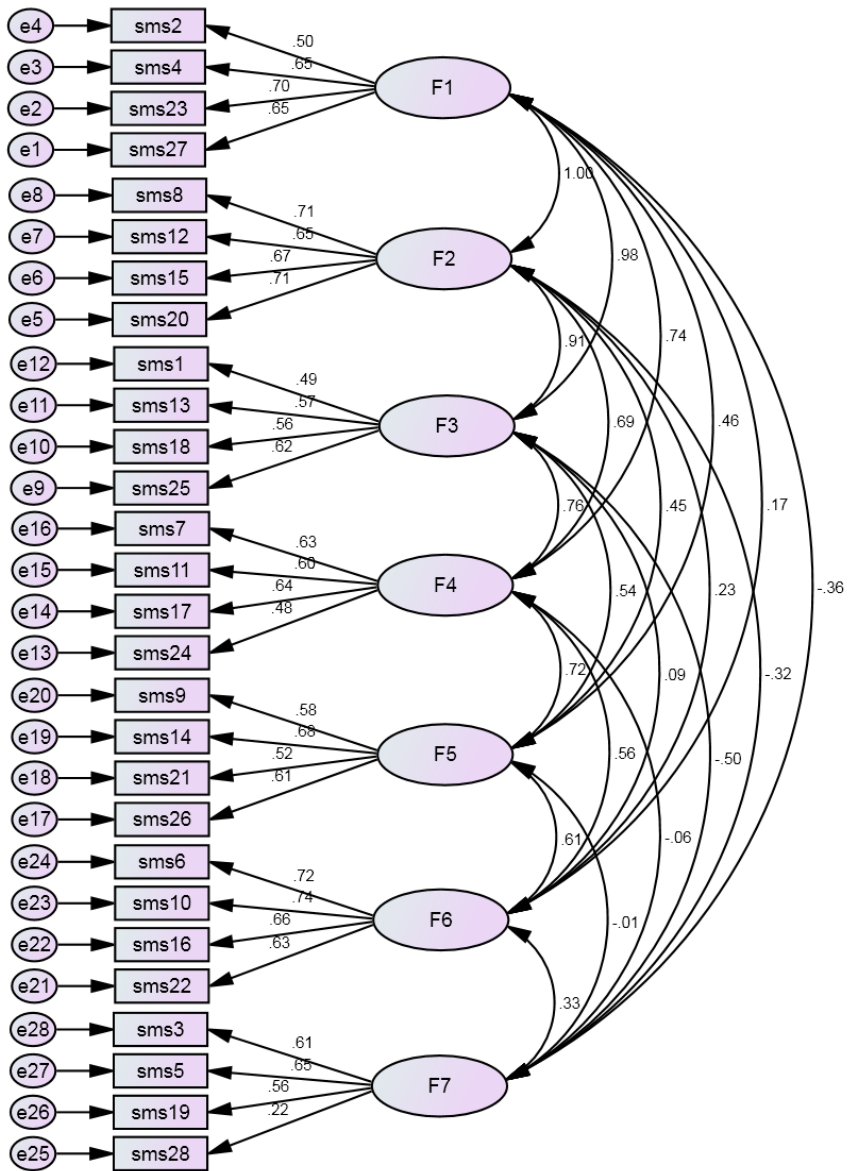 e4 sms2 .50
e3 sms4 .65 F1
e2 sms23 .70
e1 sms27 .65
1.00
e8 sms8 .71
e7 sms12 .65 F2 .98
e6 sms15 .67
e5 sms20 .71
.91 .74
e12 sms1 .49
e11 sms13 .57 F3 .69 .46
e10 sms18 .56
e9 sms25 .62
.76 .45 .17
e16 sms7 .63
e15 sms11 .60 F4 .54 .23 -.36
e14 sms17 .64
e13 sms24 .48
.72 .09 -.32
e20 sms9 .58
e19 sms14 .68 F5 .56 -.50
e18 sms21 .52
e17 sms26 .61
.61 -.06
e24 sms6 .72
e23 sms10 .74 F6 -.01
e22 sms16 .66
e21 sms22 .63
.33
e28 sms3 .61
e27 sms5 .65 F7
e26 sms19 .56
e25 sms28 .22